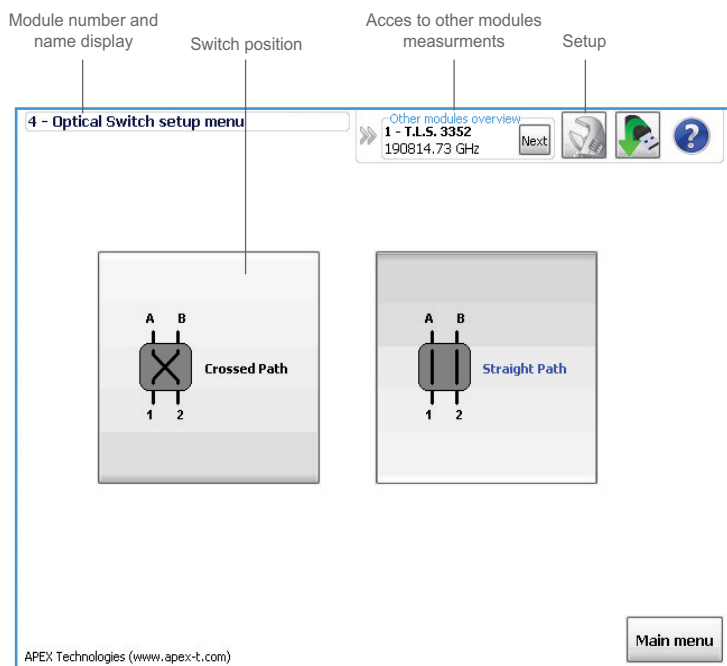 Module number and
name display
Switch position
Acces to other modules
measurments
Setup
4 - Optical Switch setup menu
Other modules overview
1 - T.L.S. 3352
190814.73 GHz
Next
?
A B
Crossed Path
1 2
A B
Straight Path
1 2
Main menu
APEX Technologies (www.apex-t.com)